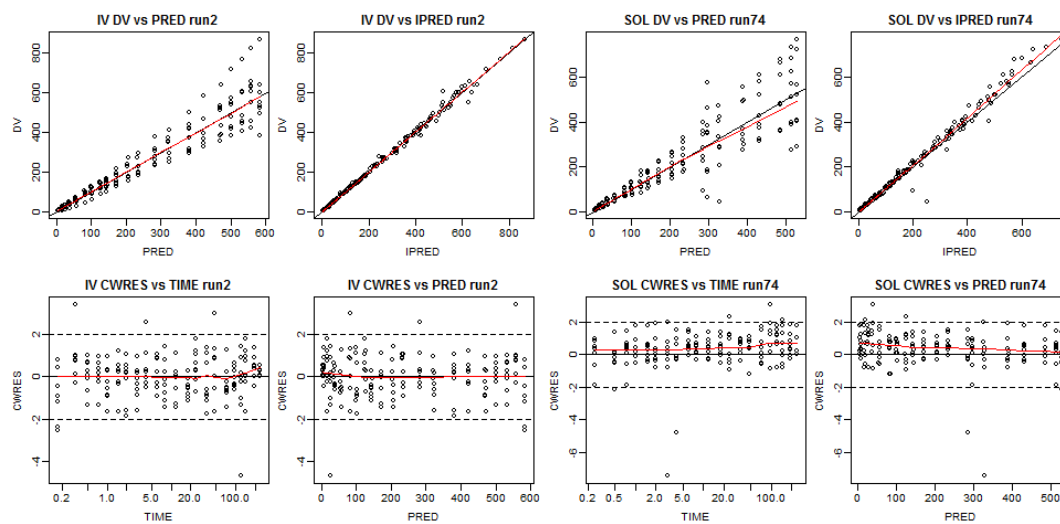 IV DV vs PRED run2
DV
0 200 400 600 800
0 100 200 300 400 500 600
PRED
IV DV vs IPRED run2
DV
0 200 400 600 800
0 200 400 600 800
IPRED
SOL DV vs PRED run74
DV
0 200 400 600
0 100 200 300 400 500
PRED
SOL DV vs IPRED run74
DV
0 200 400 600
0 200 400 600
IPRED
IV CWRES vs TIME run2
CWRES
-4 -2 0 2
0.2 1.0 5.0 20.0 100.0
TIME
IV CWRES vs PRED run2
CWRES
-4 -2 0 2
0 100 200 300 400 500 600
PRED
SOL CWRES vs TIME run74
CWRES
-6 -4 -2 0 2
0.2 0.5 2.0 5.0 20.0 100.0
TIME
SOL CWRES vs PRED run74
CWRES
-6 -4 -2 0 2
0 100 200 300 400 500
PRED